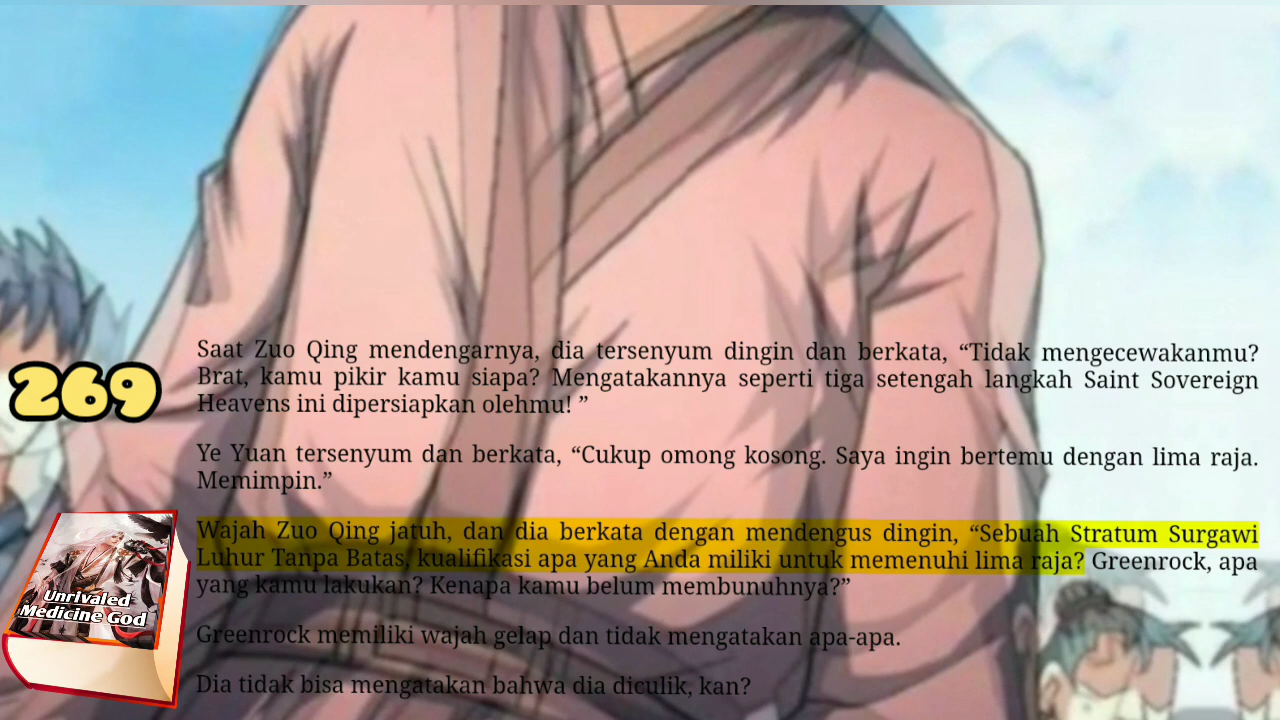 Saat Zuo Qing mendengarnya, dia tersenyum dingin dan berkata, “Tidak mengecewakanmu?
Brat, kamu pikir kamu siapa? Mengatakannya seperti tiga setengah langkah Saint Sovereign
Heavens ini dipersiapkan olehmu! ”
269
Ye Yuan tersenyum dan berkata, “Cukup omong kosong. Saya ingin bertemu dengan lima raja.
Memimpin.”
Wajah Zuo Qing jatuh, dan dia berkata dengan mendengus dingin, “Sebuah Stratum Surgawi
Luhur Tanpa Batas, kualifikasi apa yang Anda miliki untuk memenuhi lima raja? Greenrock, apa
yang kamu lakukan? Kenapa kamu belum membunuhnya?”
Unrivaled
Medicine God
Greenrock memiliki wajah gelap dan tidak mengatakan apa-apa.
Dia tidak bisa mengatakan bahwa dia diculik, kan?